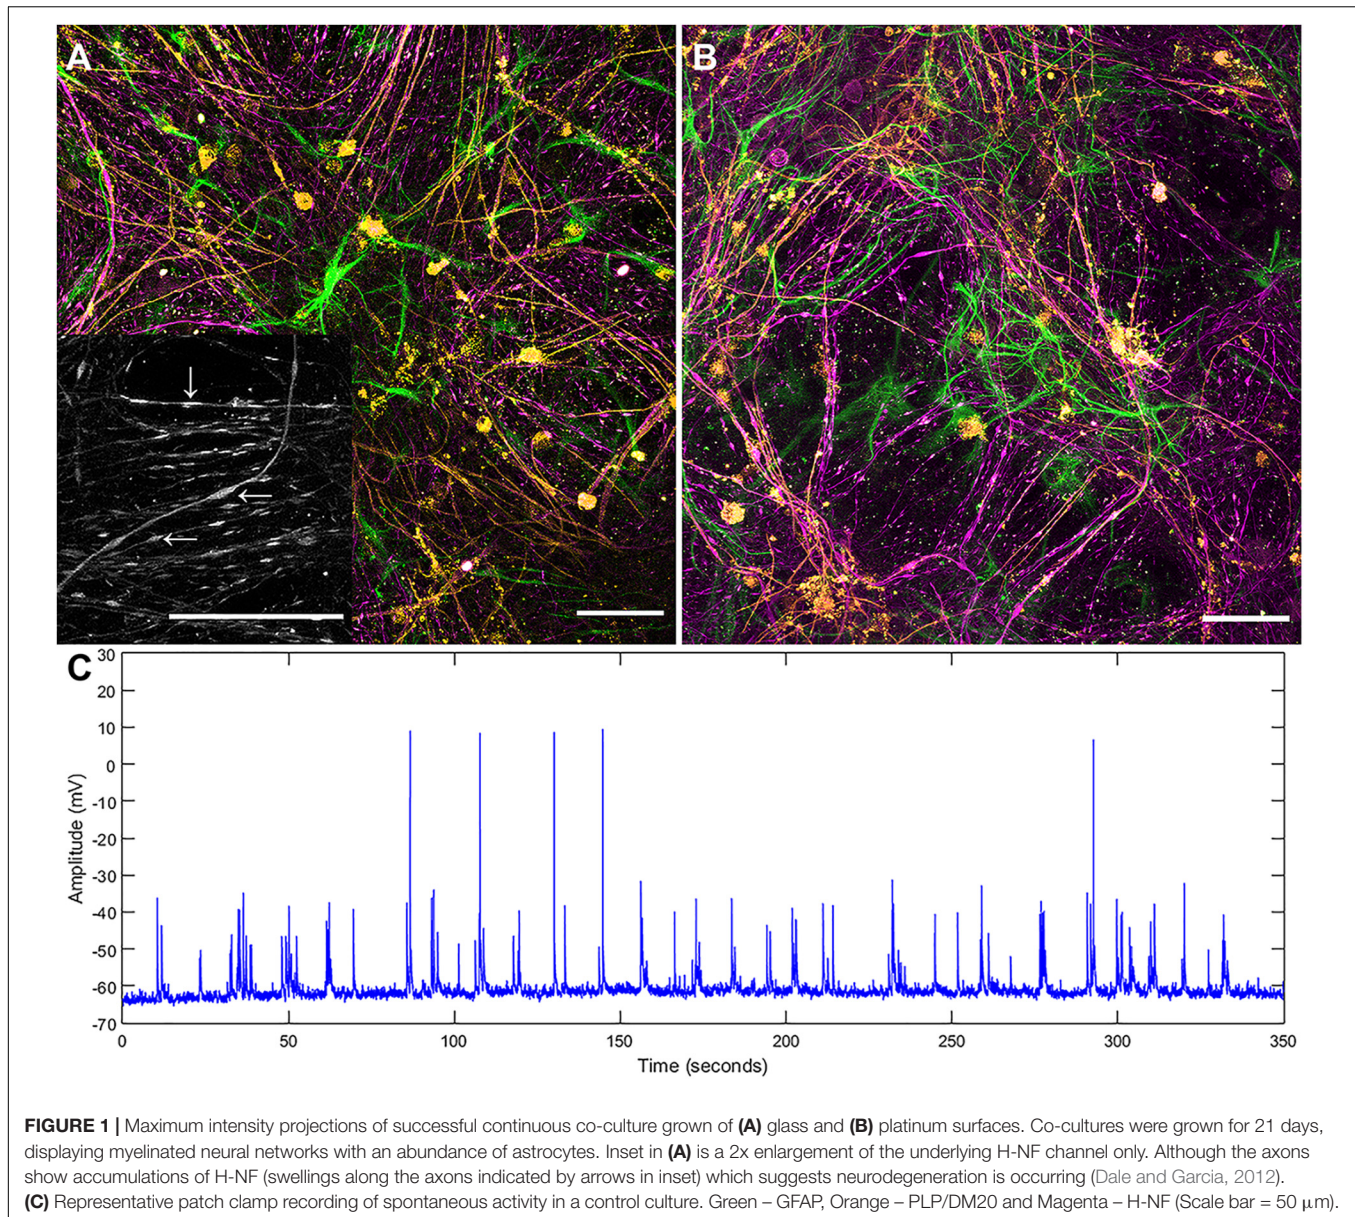 A
B
C
30
20
10
0
-10
-20
-30
-40
-50
-60
-70
Amplitude (mV)
0 50 100 150 200 250 300 350
Time (seconds)
FIGURE 1 | Maximum intensity projections of successful continuous co-culture grown of (A) glass and (B) platinum surfaces. Co-cultures were grown for 21 days,
displaying myelinated neural networks with an abundance of astrocytes. Inset in (A) is a 2x enlargement of the underlying H-NF channel only. Although the axons
show accumulations of H-NF (swellings along the axons indicated by arrows in inset) which suggests neurodegeneration is occurring (Dale and Garcia, 2012).
(C) Representative patch clamp recording of spontaneous activity in a control culture. Green – GFAP, Orange – PLP/DM20 and Magenta – H-NF (Scale bar = 50 μm).